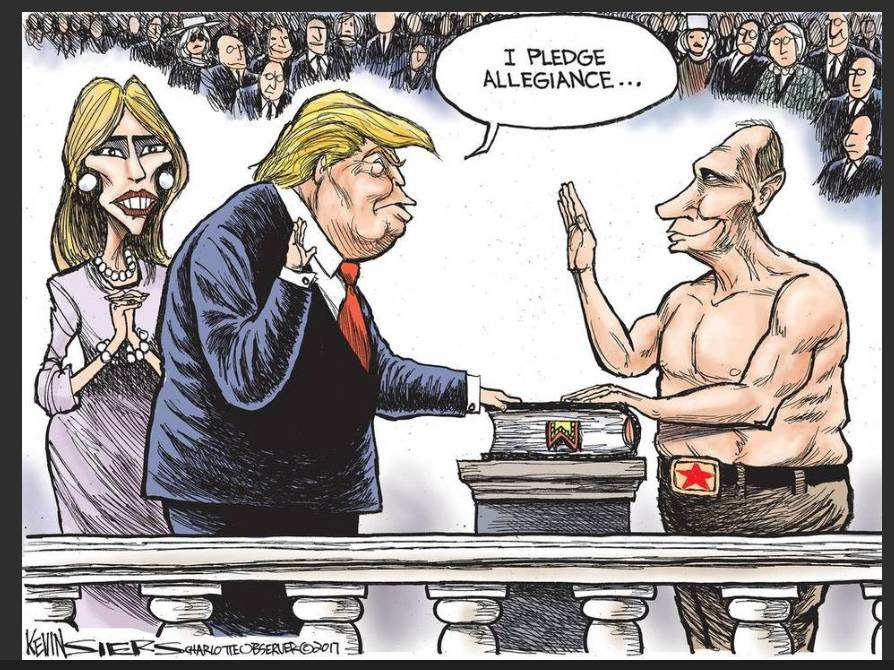 I PLEDGE
ALLEGIANCE...
KEVIN SIERS CHARLOTTE OBSERVER © 2017